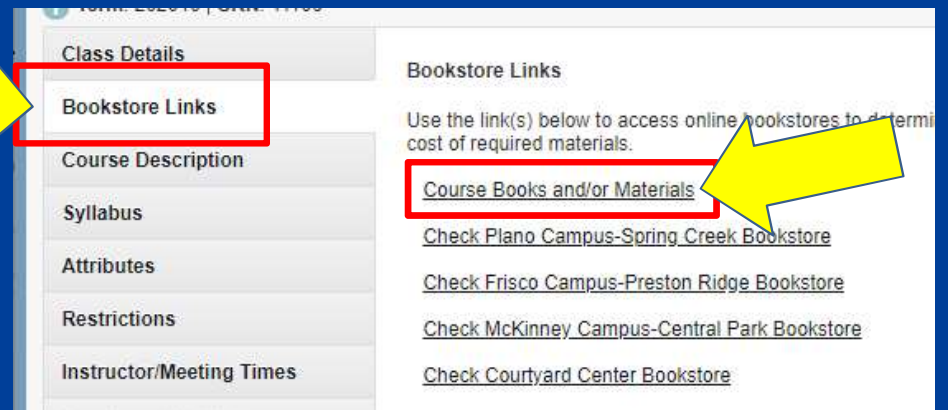 Class Details
Bookstore Links
Course Description
Syllabus
Attributes
Restrictions
Instructor/Meeting Times
Bookstore Links
Use the link(s) below to access online bookstores to determi
cost of required materials.
Course Books and/or Materials
Check Plano Campus-Spring Creek Bookstore
Check Frisco Campus-Preston Ridge Bookstore
Check McKinney Campus-Central Park Bookstore
Check Courtyard Center Bookstore